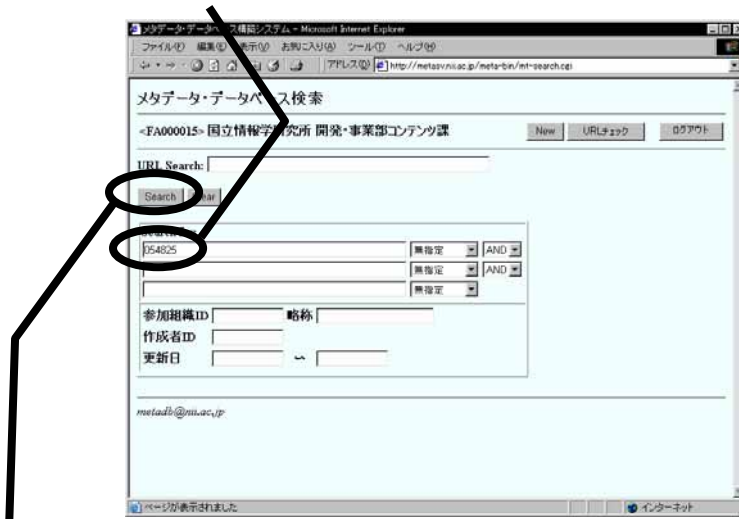 メタデータ・データベース構築システム - Microsoft Internet Explorer
ファイル(F) 編集(E) 表示(V) お気に入り(A) ツール(T) ヘルプ(H)
アドレス(D) http://metasv.nii.ac.jp/meta-bin/mt-search.cgi
メタデータ・データベース検索
<FA000015> 国立情報学研究所 開発・事業部コンテンツ課 New URLチェック ログアウト
URL Search:
Search Clear
054825 無指定 AND
無指定 AND
無指定
参加組織ID 略称
作成者ID
更新日 ～
metadb@nii.ac.jp
ページが表示されました インターネット